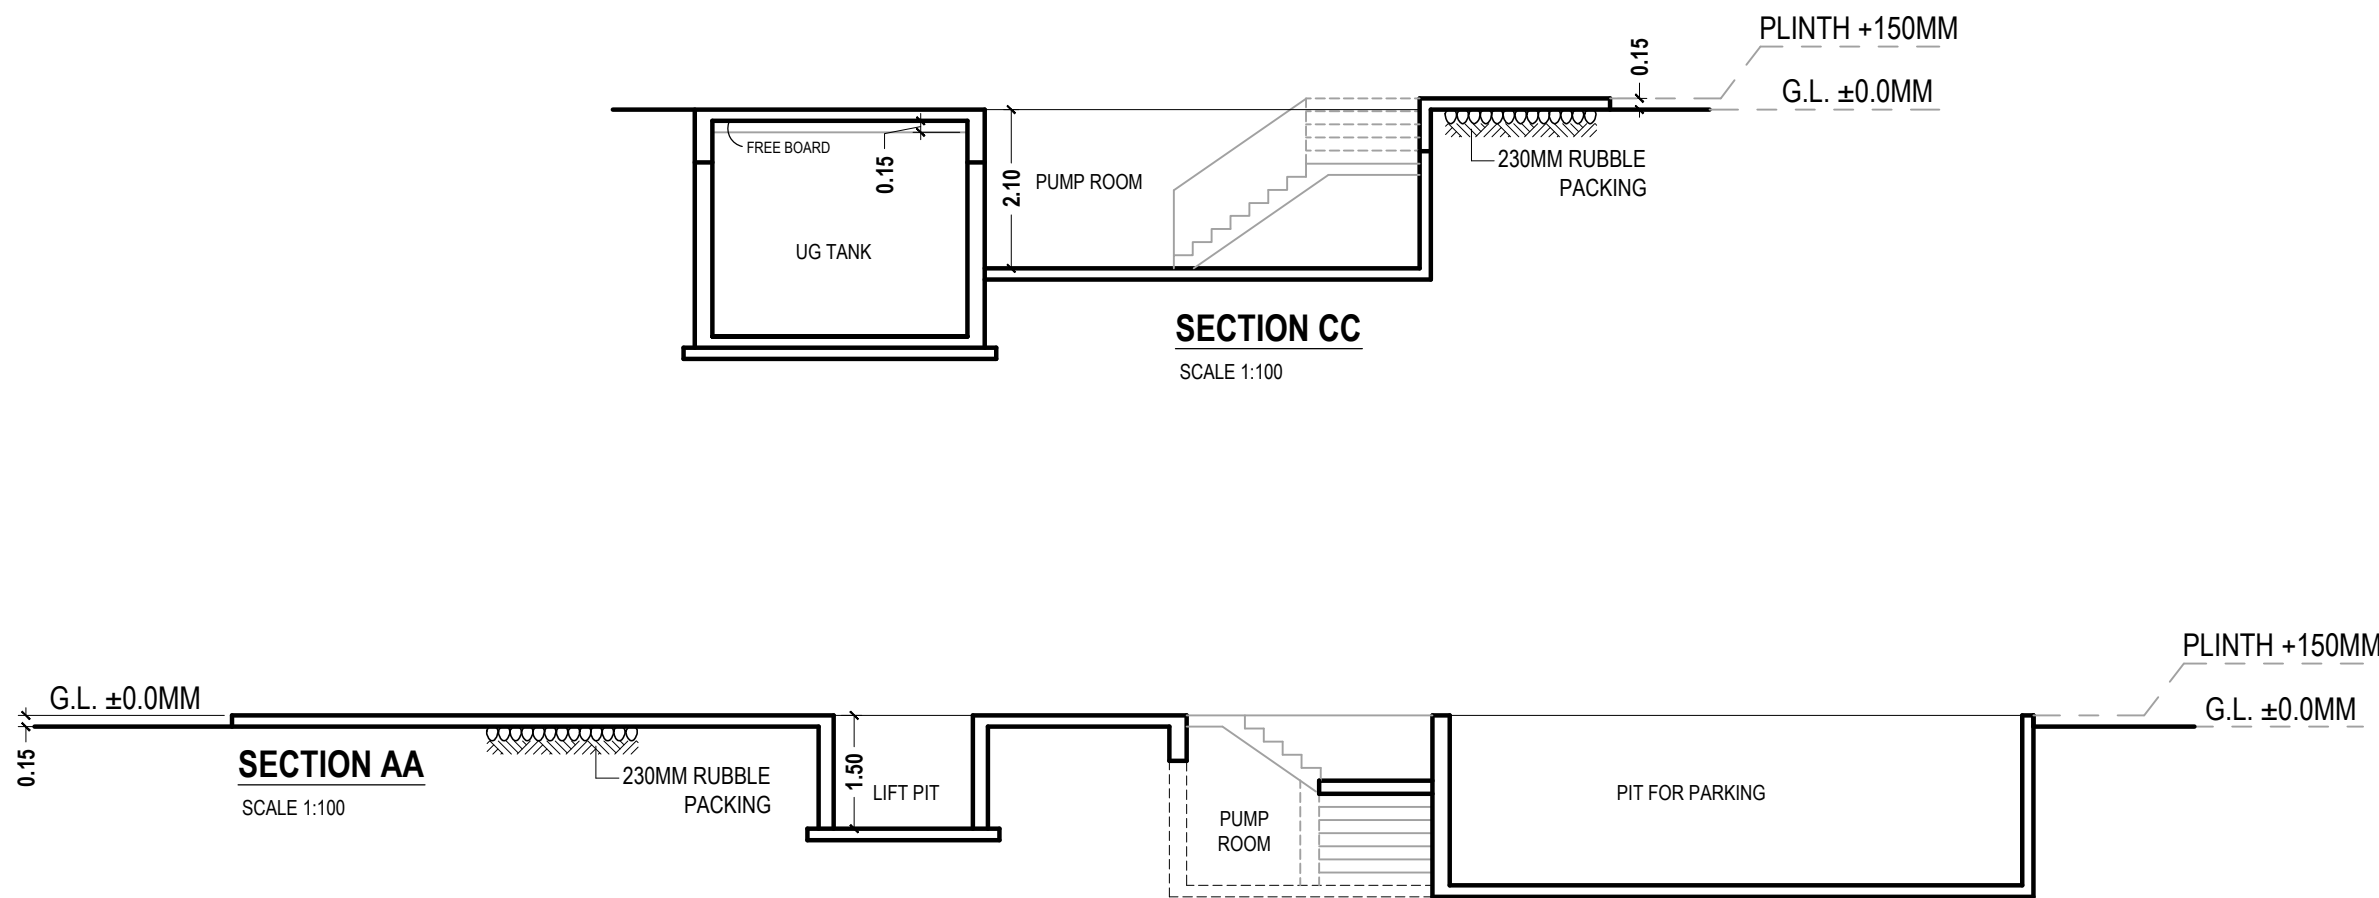 PLINTH +150MM
0.15
G.L. ±0.0MM
FREE BOARD
0.15
2.10
PUMP ROOM
230MM RUBBLE
PACKING
UG TANK
SECTION CC
SCALE 1:100
PLINTH +150MM
G.L. ±0.0MM
G.L. ±0.0MM
0.15
SECTION AA
SCALE 1:100
230MM RUBBLE
PACKING
1.50
LIFT PIT
PUMP
ROOM
PIT FOR PARKING